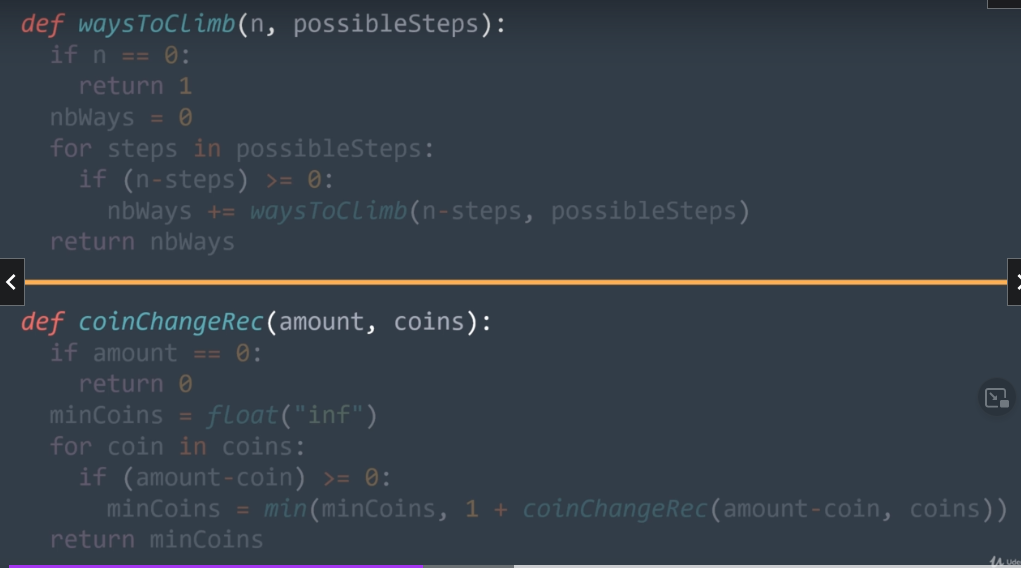 def waysToClimb(n, possibleSteps):
  if n == 0:
    return 1
  nbWays = 0
  for steps in possibleSteps:
    if (n-steps) >= 0:
      nbWays += waysToClimb(n-steps, possibleSteps)
  return nbWays
def coinChangeRec(amount, coins):
  if amount == 0:
    return 0
  minCoins = float("inf")
  for coin in coins:
    if (amount-coin) >= 0:
      minCoins = min(minCoins, 1 + coinChangeRec(amount-coin, coins))
  return minCoins